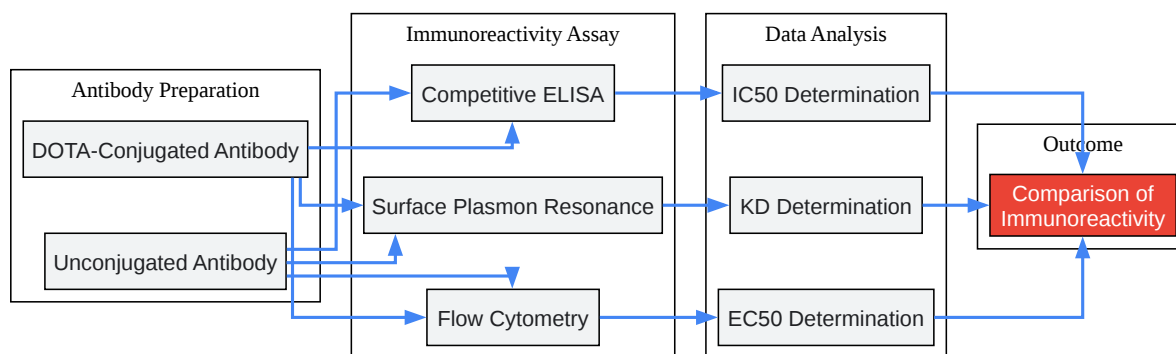 Antibody Preparation
DOTA-Conjugated Antibody
Unconjugated Antibody
Immunoreactivity Assay
Competitive ELISA
Surface Plasmon Resonance
Flow Cytometry
Data Analysis
IC50 Determination
KD Determination
EC50 Determination
Outcome
Comparison of
Immunoreactivity